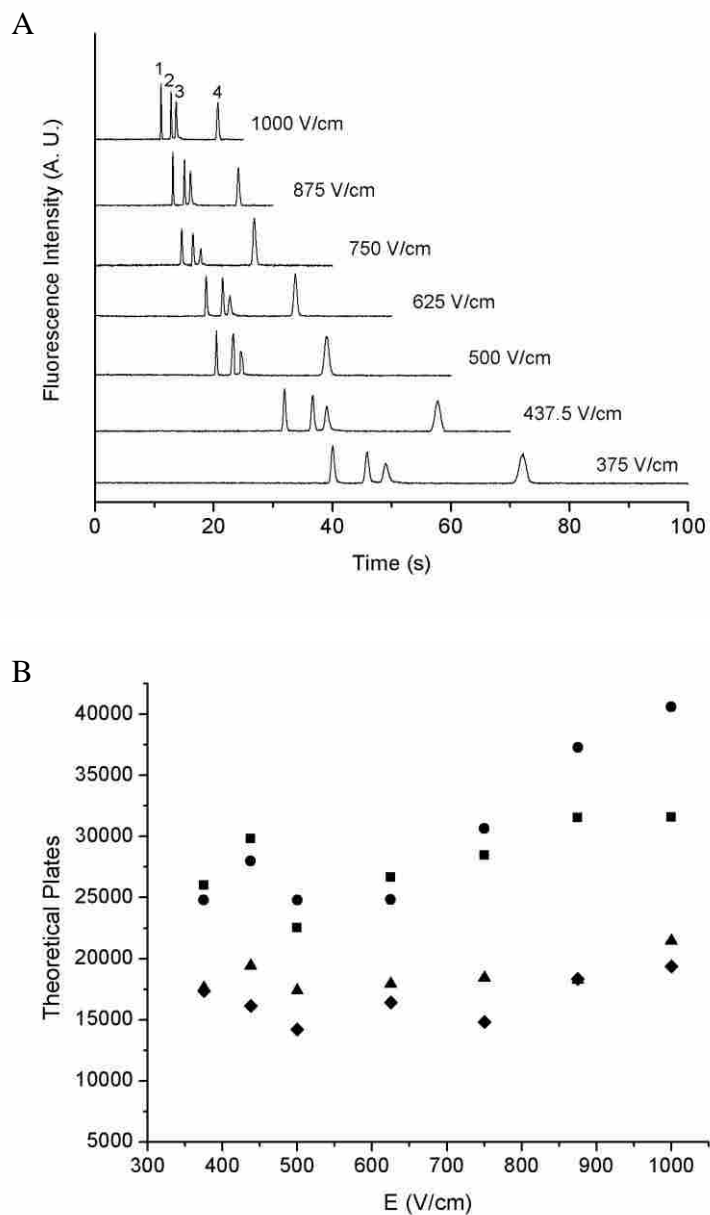 A
Fluorescence Intensity (A. U.)
1 2 3 4
1000 V/cm
875 V/cm
750 V/cm
625 V/cm
500 V/cm
437.5 V/cm
375 V/cm
0 20 40 60 80 100
Time (s)
B
Theoretical Plates
40000
35000
30000
25000
20000
15000
10000
5000
300 400 500 600 700 800 900 1000
E (V/cm)